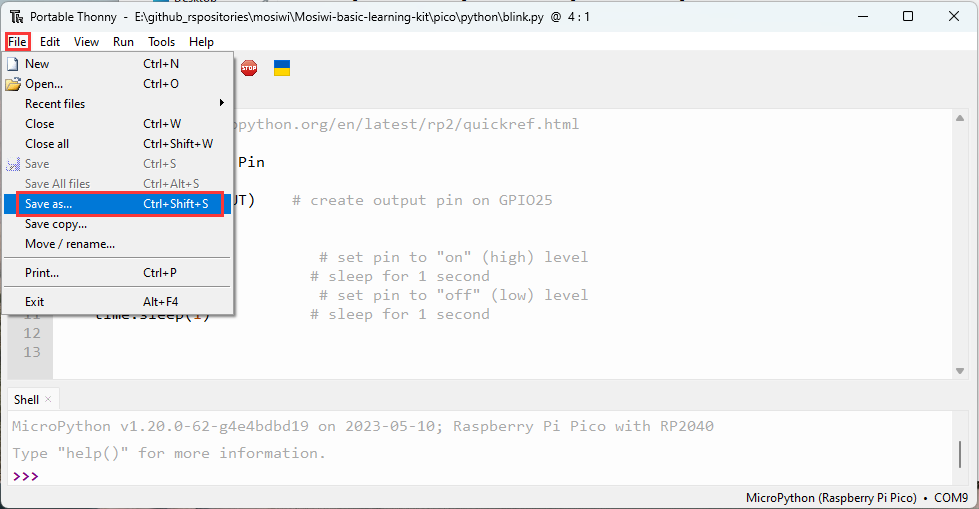 Portable Thonny - E:\github_rspositories\mosiwi\Mosiwi-basic-learning-kit\pico\python\blink.py @ 4 : 1
File Edit View Run Tools Help
New Ctrl+N
STOP
Open... Ctrl+O
Recent files
Close Ctrl+W
opython.org/en/latest/rp2/quickref.html
Close all Ctrl+Shift+W
Save Ctrl+S
Pin
Save All files Ctrl+Alt+S
Save as... Ctrl+Shift+S
UT) # create output pin on GPIO25
Save copy...
Move / rename...
# set pin to "on" (high) level
Print... Ctrl+P
# sleep for 1 second
# set pin to "off" (low) level
Exit Alt+F4
11 time.sleep(1) # sleep for 1 second
12
13
Shell
MicroPython v1.20.0-62-g4e4bdbd19 on 2023-05-10; Raspberry Pi Pico with RP2040
Type "help()" for more information.
>>>
MicroPython (Raspberry Pi Pico) • COM9